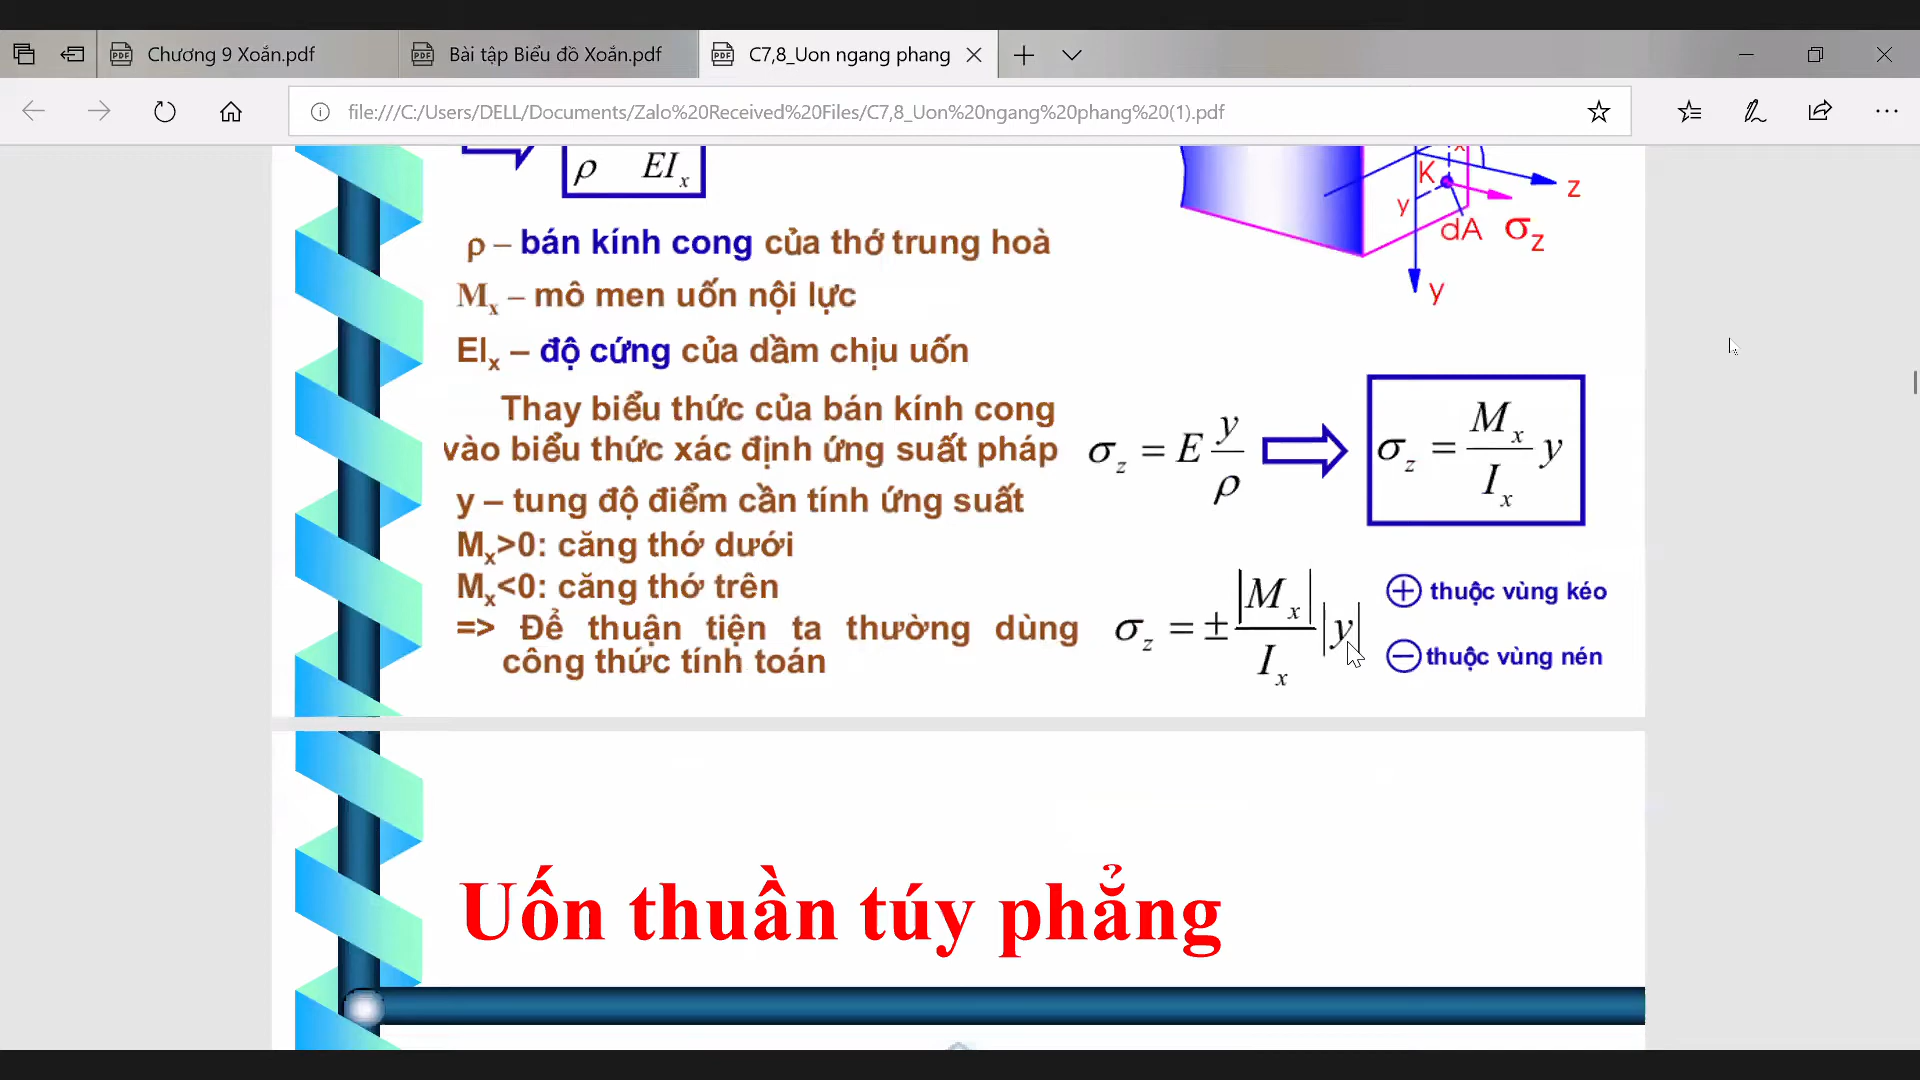 Chương 9 Xoắn.pdf
Bài tập Biểu đồ Xoắn.pdf
C7,8_Uon ngang phang
file:///C:/Users/DELL/Documents/Zalo%20Received%20Files/C7,8_Uon%20ngang%20phang%20(1).pdf
ρ EIx
K x z
y
dA σz
y
ρ – bán kính cong của thớ trung hoà
Mx – mô men uốn nội lực
EIx – độ cứng của dầm chịu uốn
Thay biểu thức của bán kính cong
vào biểu thức xác định ứng suất pháp
σz = E y/ρ
σz = Mx/Ix y
y – tung độ điểm cần tính ứng suất
Mx>0: căng thớ dưới
Mx<0: căng thớ trên
=> Để thuận tiện ta thường dùng
công thức tính toán
σz = ± |Mx|/Ix |y|
+ thuộc vùng kéo
− thuộc vùng nén
Uốn thuần túy phẳng